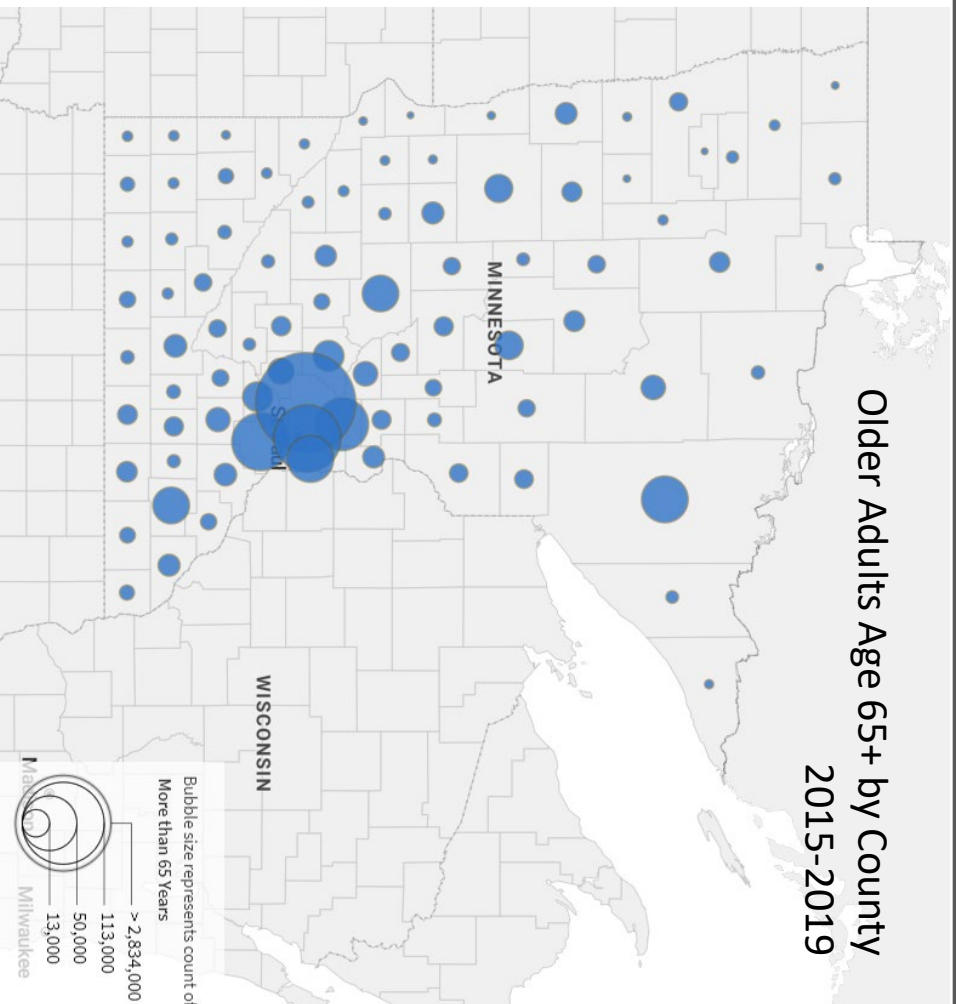 Older Adults Age 65+ by County
2015-2019
MINNESOTA
WISCONSIN
Bubble size represents count of
More than 65 Years
> 2,834,000
113,000
50,000
13,000
Milwaukee